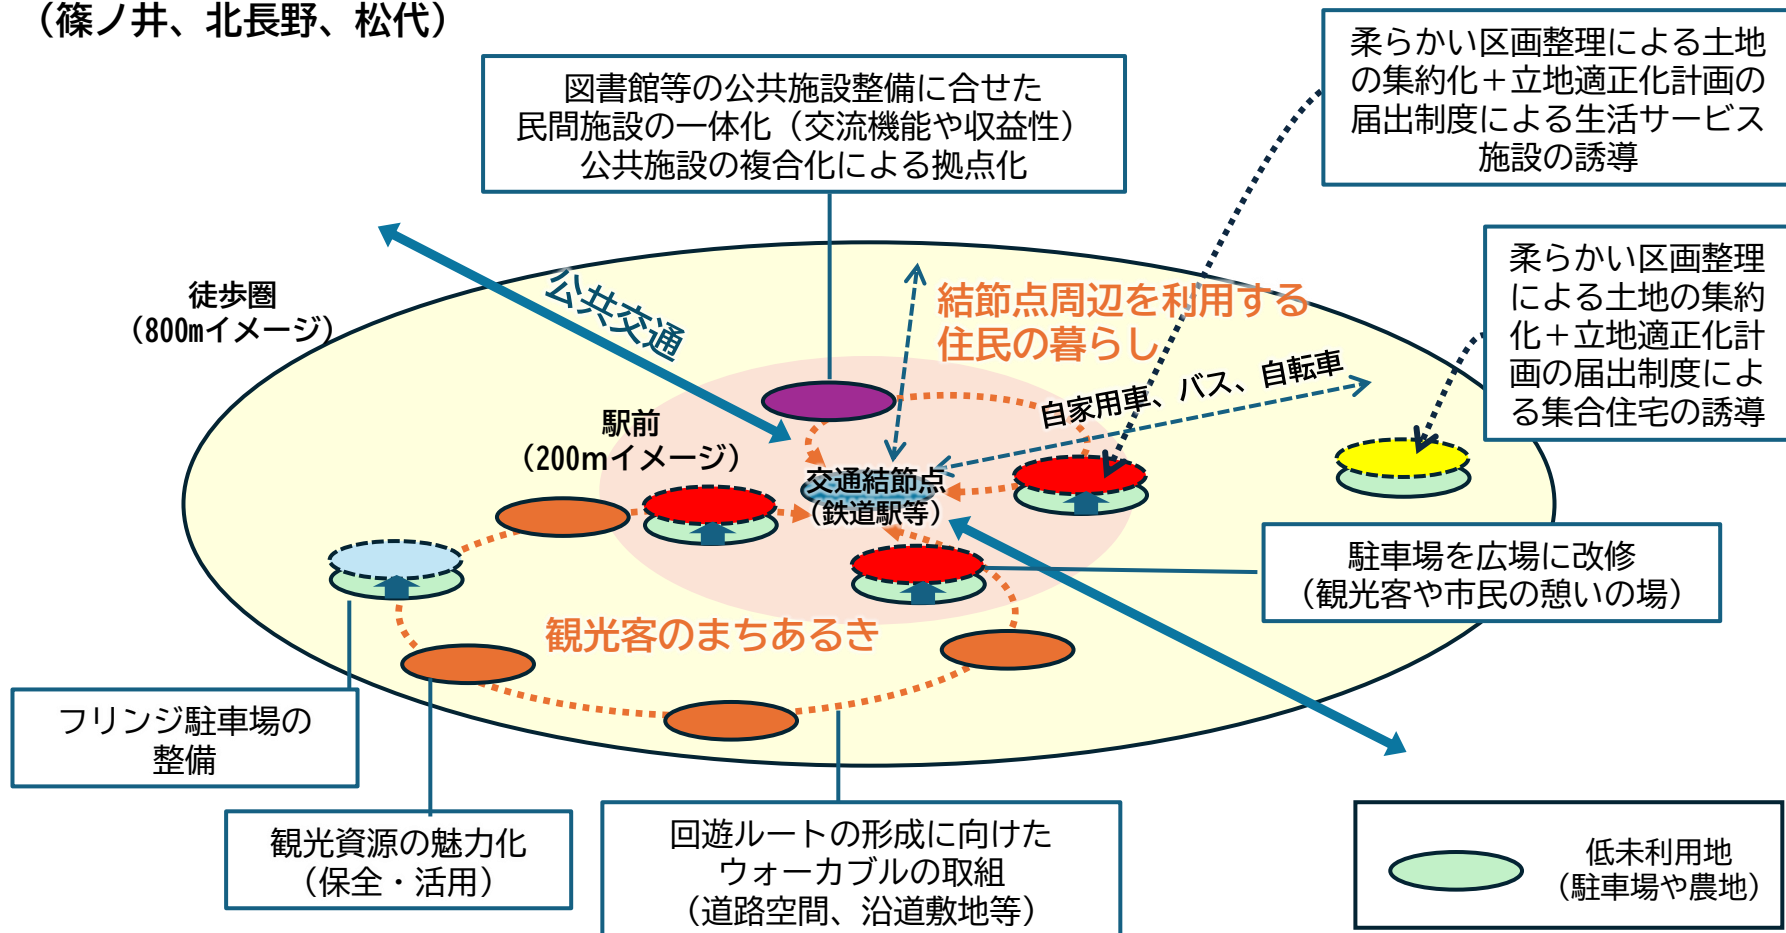 （篠ノ井、北長野、松代）
柔らかい区画整理による土地
の集約化＋立地適正化計画の
届出制度による生活サービス
施設の誘導
図書館等の公共施設整備に合せた
民間施設の一体化（交流機能や収益性）
公共施設の複合化による拠点化
柔らかい区画整理
による土地の集約
化＋立地適正化計
画の届出制度によ
る集合住宅の誘導
徒歩圏
（800mイメージ）
公共交通
結節点周辺を利用する
住民の暮らし
自家用車、バス、自転車
駅前
（200mイメージ）
交通結節点
（鉄道駅等）
駐車場を広場に改修
（観光客や市民の憩いの場）
観光客のまちあるき
フリンジ駐車場の
整備
観光資源の魅力化
（保全・活用）
回遊ルートの形成に向けた
ウォーカブルの取組
（道路空間、沿道敷地等）
低未利用地
（駐車場や農地）